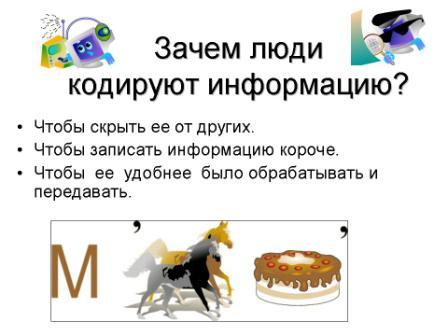 Зачем люди
кодируют информацию?
• Чтобы скрыть ее от других.
• Чтобы записать информацию короче.
• Чтобы ее удобнее было обрабатывать и
передавать.
М ’ ’